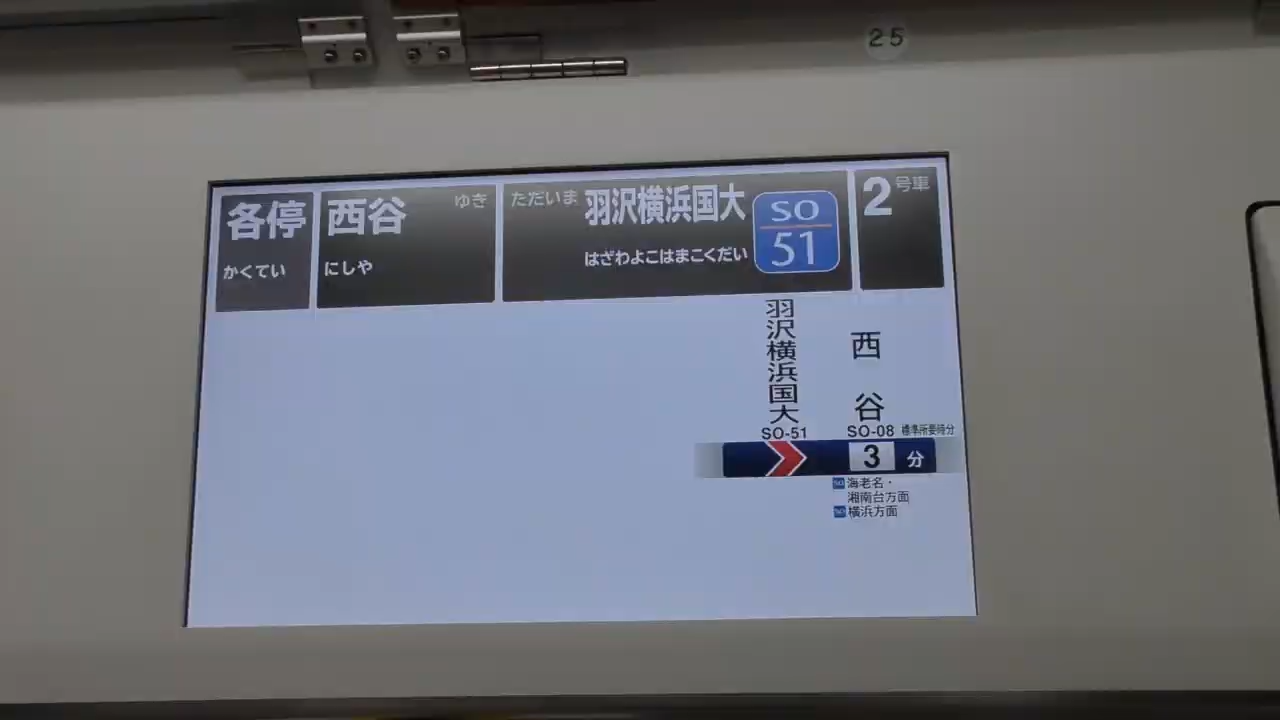 25
各停
かくてい
西谷 ゆき
にしや
ただいま 羽沢横浜国大
はざわよこはまこくだい
SO
51
2 号車
羽沢横浜国大
SO-51
西谷
SO-08 標準所要時分
3 分
SO 海老名・
湘南台方面
SO 横浜方面